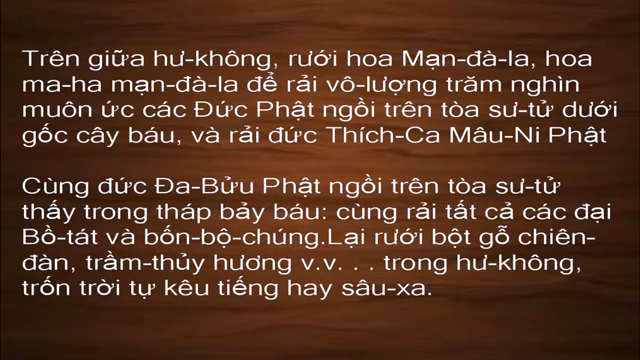 Trên giữa hư-không, rưới hoa Mạn-đà-la, hoa
ma-ha mạn-đà-la để rải vô-lượng trăm nghìn
muôn ức các Đức Phật ngồi trên tòa sư-tử dưới
gốc cây báu, và rải đức Thích-Ca Mâu-Ni Phật
Cùng đức Đa-Bửu Phật ngồi trên tòa sư-tử
thấy trong tháp bảy báu: cùng rải tất cả các đại
Bồ-tát và bốn-bộ-chúng.Lại rưới bột gỗ chiên-
đàn, trầm-thủy hương v.v. . . trong hư-không,
trốn trời tự kêu tiếng hay sâu-xa.